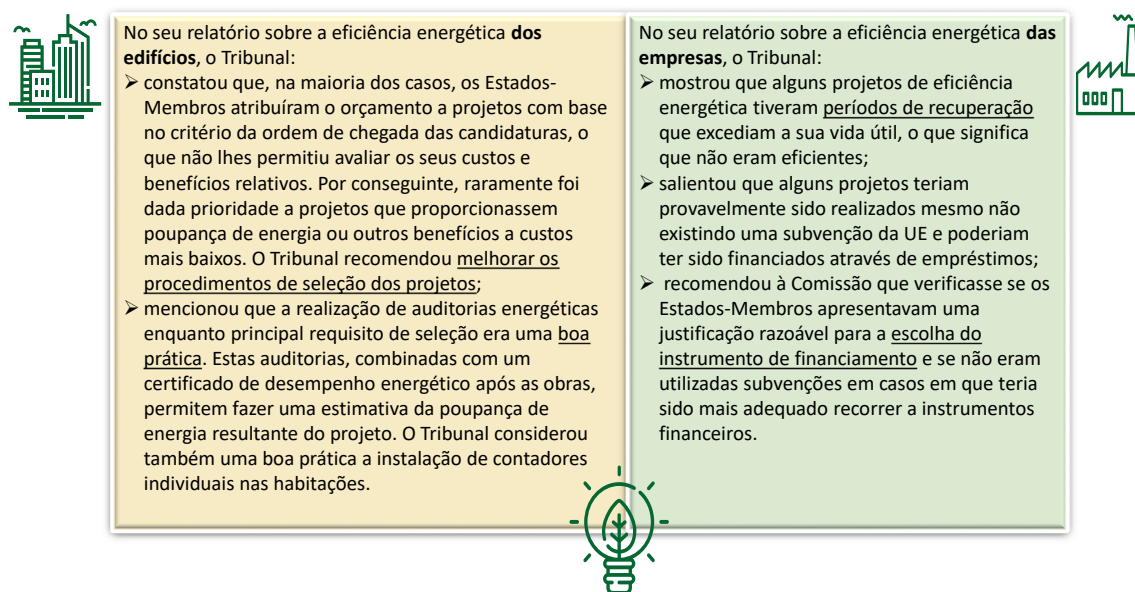 No seu relatório sobre a eficiência energética dos
edifícios, o Tribunal:
➢ constatou que, na maioria dos casos, os Estados-
Membros atribuíram o orçamento a projetos com base
no critério da ordem de chegada das candidaturas, o
que não lhes permitiu avaliar os seus custos e
benefícios relativos. Por conseguinte, raramente foi
dada prioridade a projetos que proporcionassem
poupança de energia ou outros benefícios a custos
mais baixos. O Tribunal recomendou melhorar os
procedimentos de seleção dos projetos;
➢ mencionou que a realização de auditorias energéticas
enquanto principal requisito de seleção era uma boa
prática. Estas auditorias, combinadas com um
certificado de desempenho energético após as obras,
permitem fazer uma estimativa da poupança de
energia resultante do projeto. O Tribunal considerou
também uma boa prática a instalação de contadores
individuais nas habitações.
No seu relatório sobre a eficiência energética das
empresas, o Tribunal:
➢ mostrou que alguns projetos de eficiência
energética tiveram períodos de recuperação
que excediam a sua vida útil, o que significa
que não eram eficientes;
➢ salientou que alguns projetos teriam
provavelmente sido realizados mesmo não
existindo uma subvenção da UE e poderiam
ter sido financiados através de empréstimos;
➢ recomendou à Comissão que verificasse se os
Estados-Membros apresentavam uma
justificação razoável para a escolha do
instrumento de financiamento e se não eram
utilizadas subvenções em casos em que teria
sido mais adequado recorrer a instrumentos
financeiros.